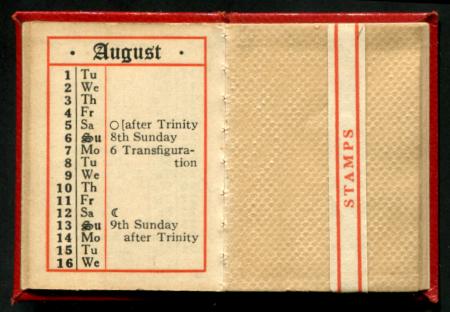 • August •
1 Tu
2 We
3 Th
4 Fr
5 Sa ○ [after Trinity
6 Su 8th Sunday
7 Mo 6 Transfigura-
8 Tu tion
9 We
10 Th
11 Fr
12 Sa ☾
13 Su 9th Sunday
14 Mo after Trinity
15 Tu
16 We
STAMPS